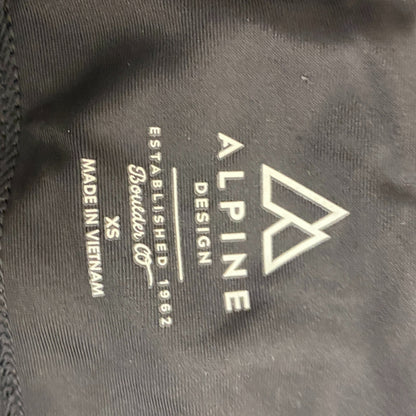 ALPINE
DESIGN
ESTABLISHED 1962
Boulder CO
XS
MADE IN VIETNAM